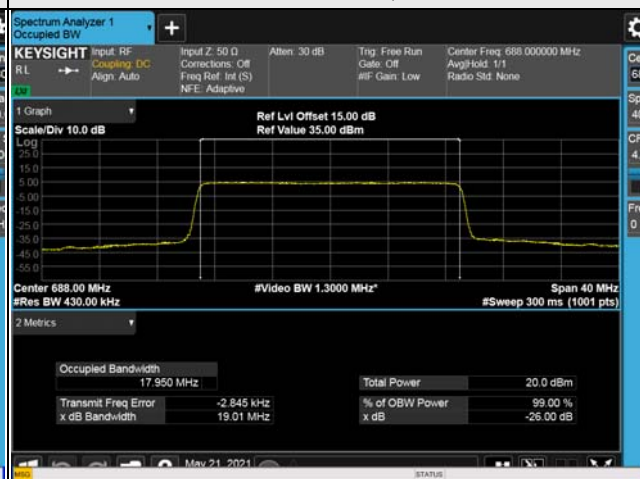 Spectrum Analyzer 1
Occupied BW
+
KEYSIGHT
RL
LXI
Input: RF
Coupling: DC
Align: Auto
Input Z: 50 Ω
Corrections: Off
Freq Ref: Int (S)
NFE: Adaptive
Atten: 30 dB
Trig: Free Run
Gate: Off
#IF Gain: Low
Center Freq: 688.000000 MHz
Avg|Hold: 1/1
Radio Std: None
1 Graph
Scale/Div 10.0 dB
Ref Lvl Offset 15.00 dB
Ref Value 35.00 dBm
Log
25.0
15.0
5.00
-5.00
-15.0
-25.0
-35.0
-45.0
-55.0
Center 688.00 MHz
#Res BW 430.00 kHz
#Video BW 1.3000 MHz*
Span 40 MHz
#Sweep 300 ms (1001 pts)
2 Metrics
Occupied Bandwidth
17.950 MHz
Total Power 20.0 dBm
Transmit Freq Error -2.845 kHz
% of OBW Power 99.00 %
x dB Bandwidth 19.01 MHz
x dB -26.00 dB
May 21, 2021
MSG
STATUS